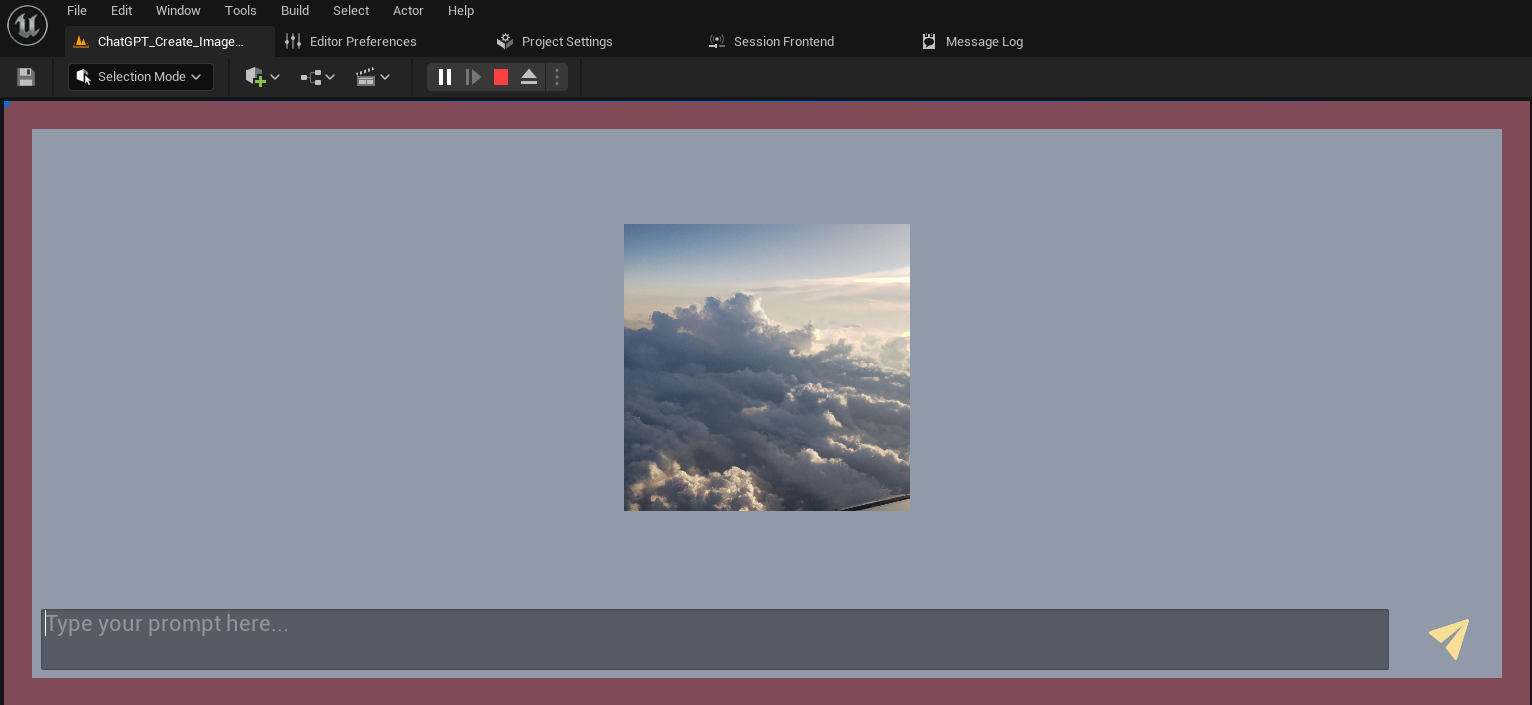 File Edit Window Tools Build Select Actor Help
ChatGPT_Create_Image... Editor Preferences Project Settings Session Frontend Message Log
Selection Mode
Type your prompt here...